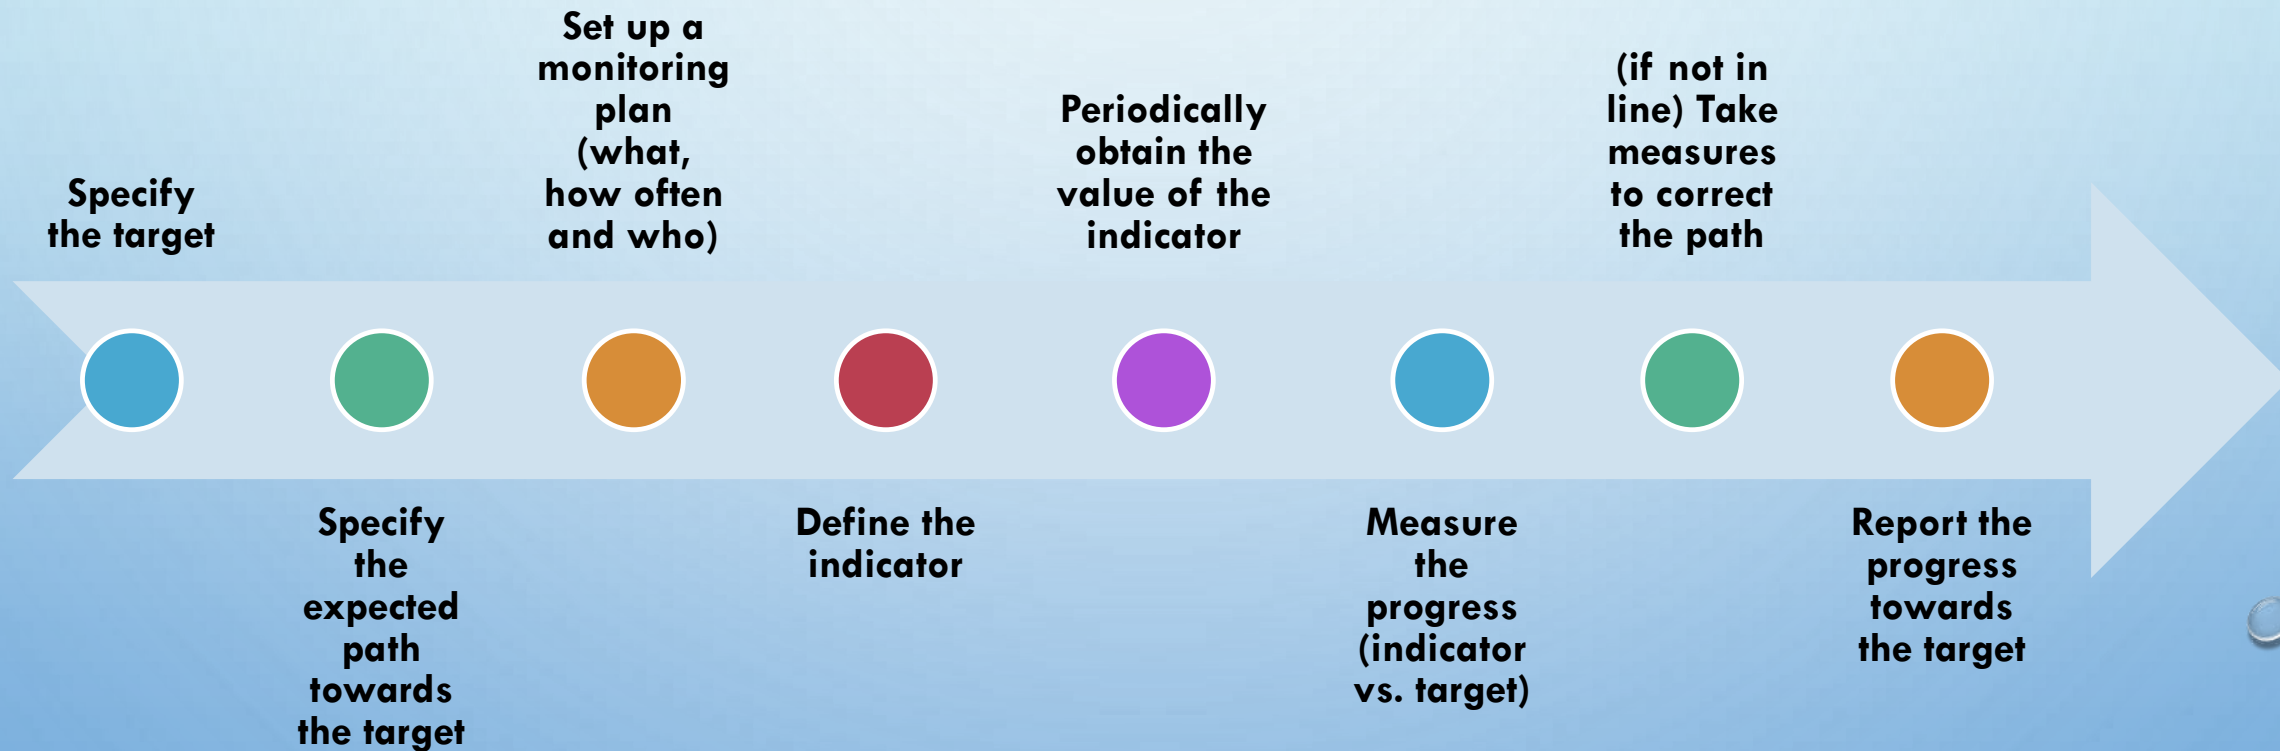 Specify
the target
Specify
the
expected
path
towards
the target
Set up a
monitoring
plan
(what,
how often
and who)
Define the
indicator
Periodically
obtain the
value of the
indicator
Measure
the
progress
(indicator
vs. target)
(if not in
line) Take
measures
to correct
the path
Report the
progress
towards
the target